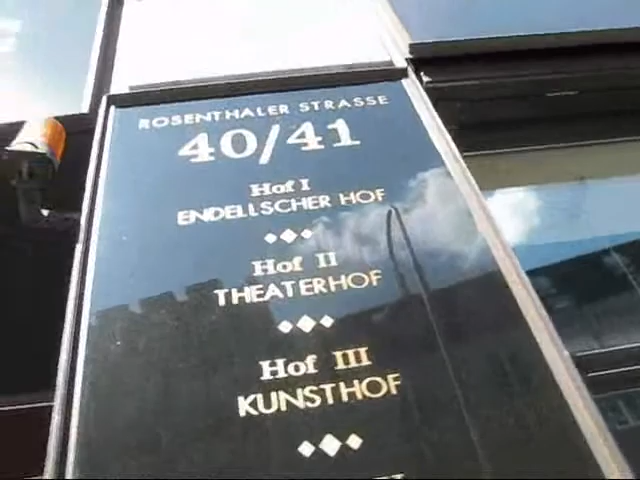 ROSENTHALER STRASSE
40/41
Hof I
ENDELLSCHER HOF
Hof II
THEATERHOF
Hof III
KUNSTHOF